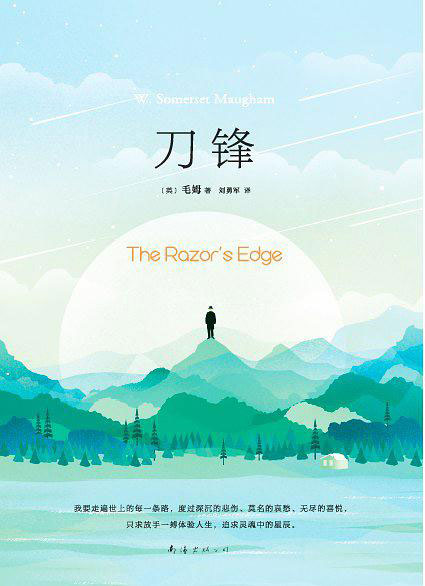 W. Somerset Maugham
刀锋
［英］毛姆 著 刘勇军 译
The Razor's Edge
我要走遍世上的每一条路，度过深沉的悲伤、莫名的哀愁、无尽的喜悦，
只求放手一搏体验人生，追求灵魂中的星辰。
南海出版公司